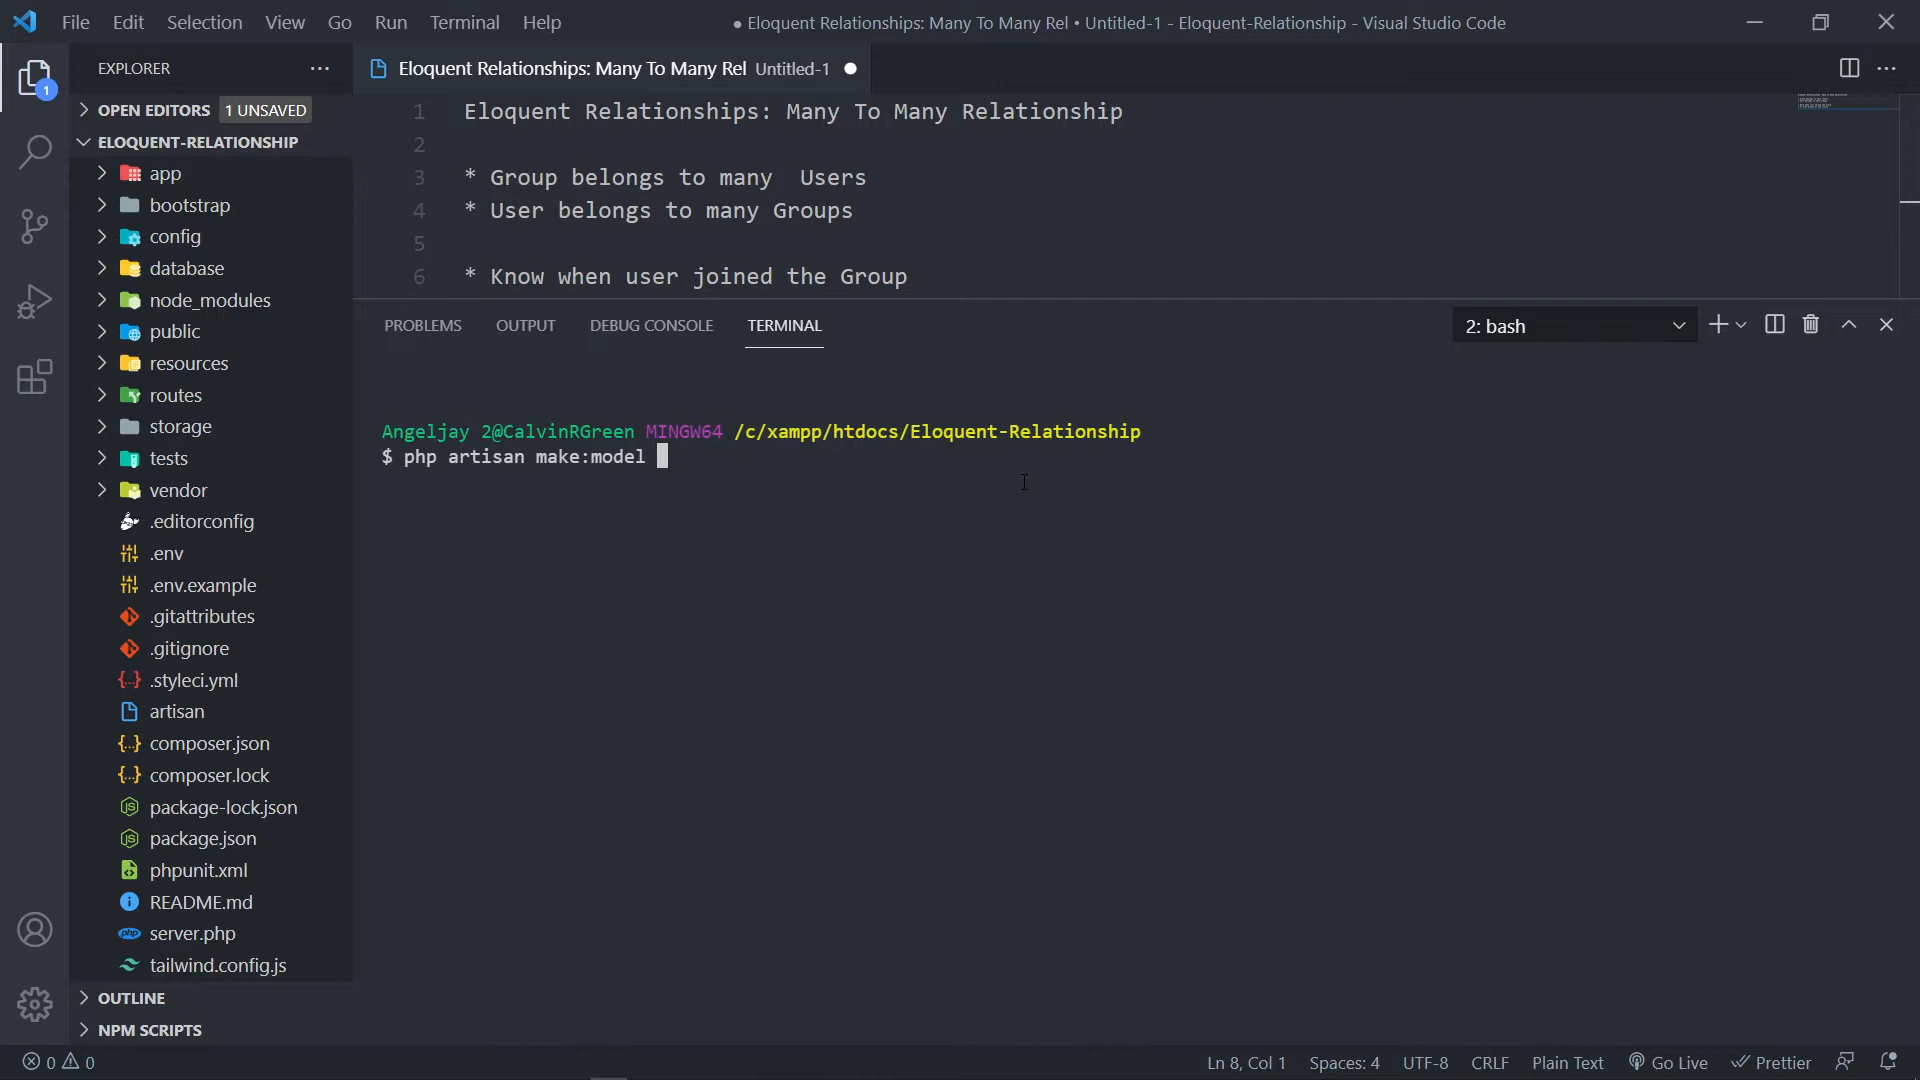 File Edit Selection View Go Run Terminal Help
● Eloquent Relationships: Many To Many Rel • Untitled-1 - Eloquent-Relationship - Visual Studio Code
EXPLORER
1
OPEN EDITORS 1 UNSAVED
ELOQUENT-RELATIONSHIP
app
bootstrap
config
database
node_modules
public
resources
routes
storage
tests
vendor
.editorconfig
.env
.env.example
.gitattributes
.gitignore
.styleci.yml
artisan
composer.json
composer.lock
package-lock.json
package.json
phpunit.xml
README.md
server.php
tailwind.config.js
OUTLINE
NPM SCRIPTS
Eloquent Relationships: Many To Many Rel Untitled-1
1 Eloquent Relationships: Many To Many Relationship
2
3 * Group belongs to many  Users
4 * User belongs to many Groups
5
6 * Know when user joined the Group
PROBLEMS OUTPUT DEBUG CONSOLE TERMINAL
2: bash
Angeljay 2@CalvinRGreen MINGW64 /c/xampp/htdocs/Eloquent-Relationship
$ php artisan make:model
0 0
Ln 8, Col 1 Spaces: 4 UTF-8 CRLF Plain Text Go Live Prettier